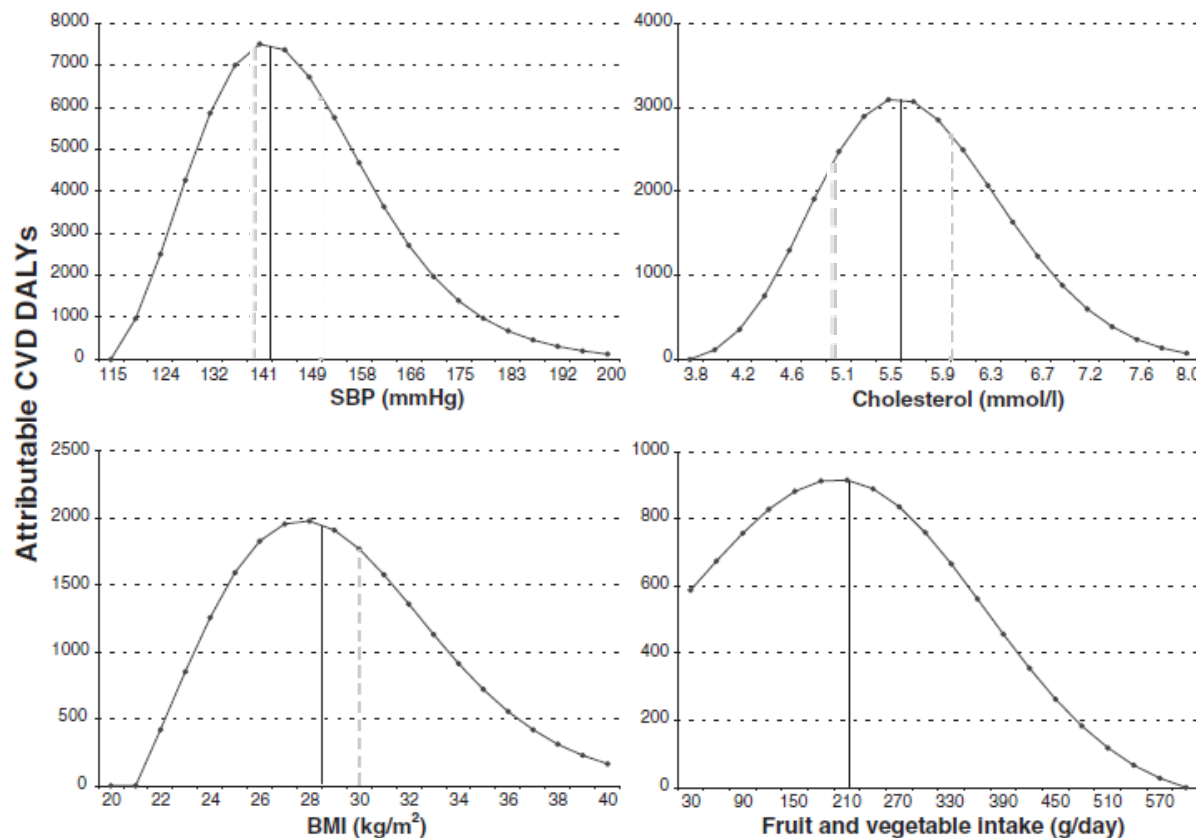 Attributable CVD DALYs
8000
7000
6000
5000
4000
3000
2000
1000
0
115 124 132 141 149 158 166 175 183 192 200
SBP (mmHg)
4000
3000
2000
1000
0
3.8 4.2 4.6 5.1 5.5 5.9 6.3 6.7 7.2 7.6 8.0
Cholesterol (mmol/l)
2500
2000
1500
1000
500
0
20 22 24 26 28 30 32 34 36 38 40
BMI (kg/m²)
1000
800
600
400
200
0
30 90 150 210 270 330 390 450 510 570
Fruit and vegetable intake (g/day)